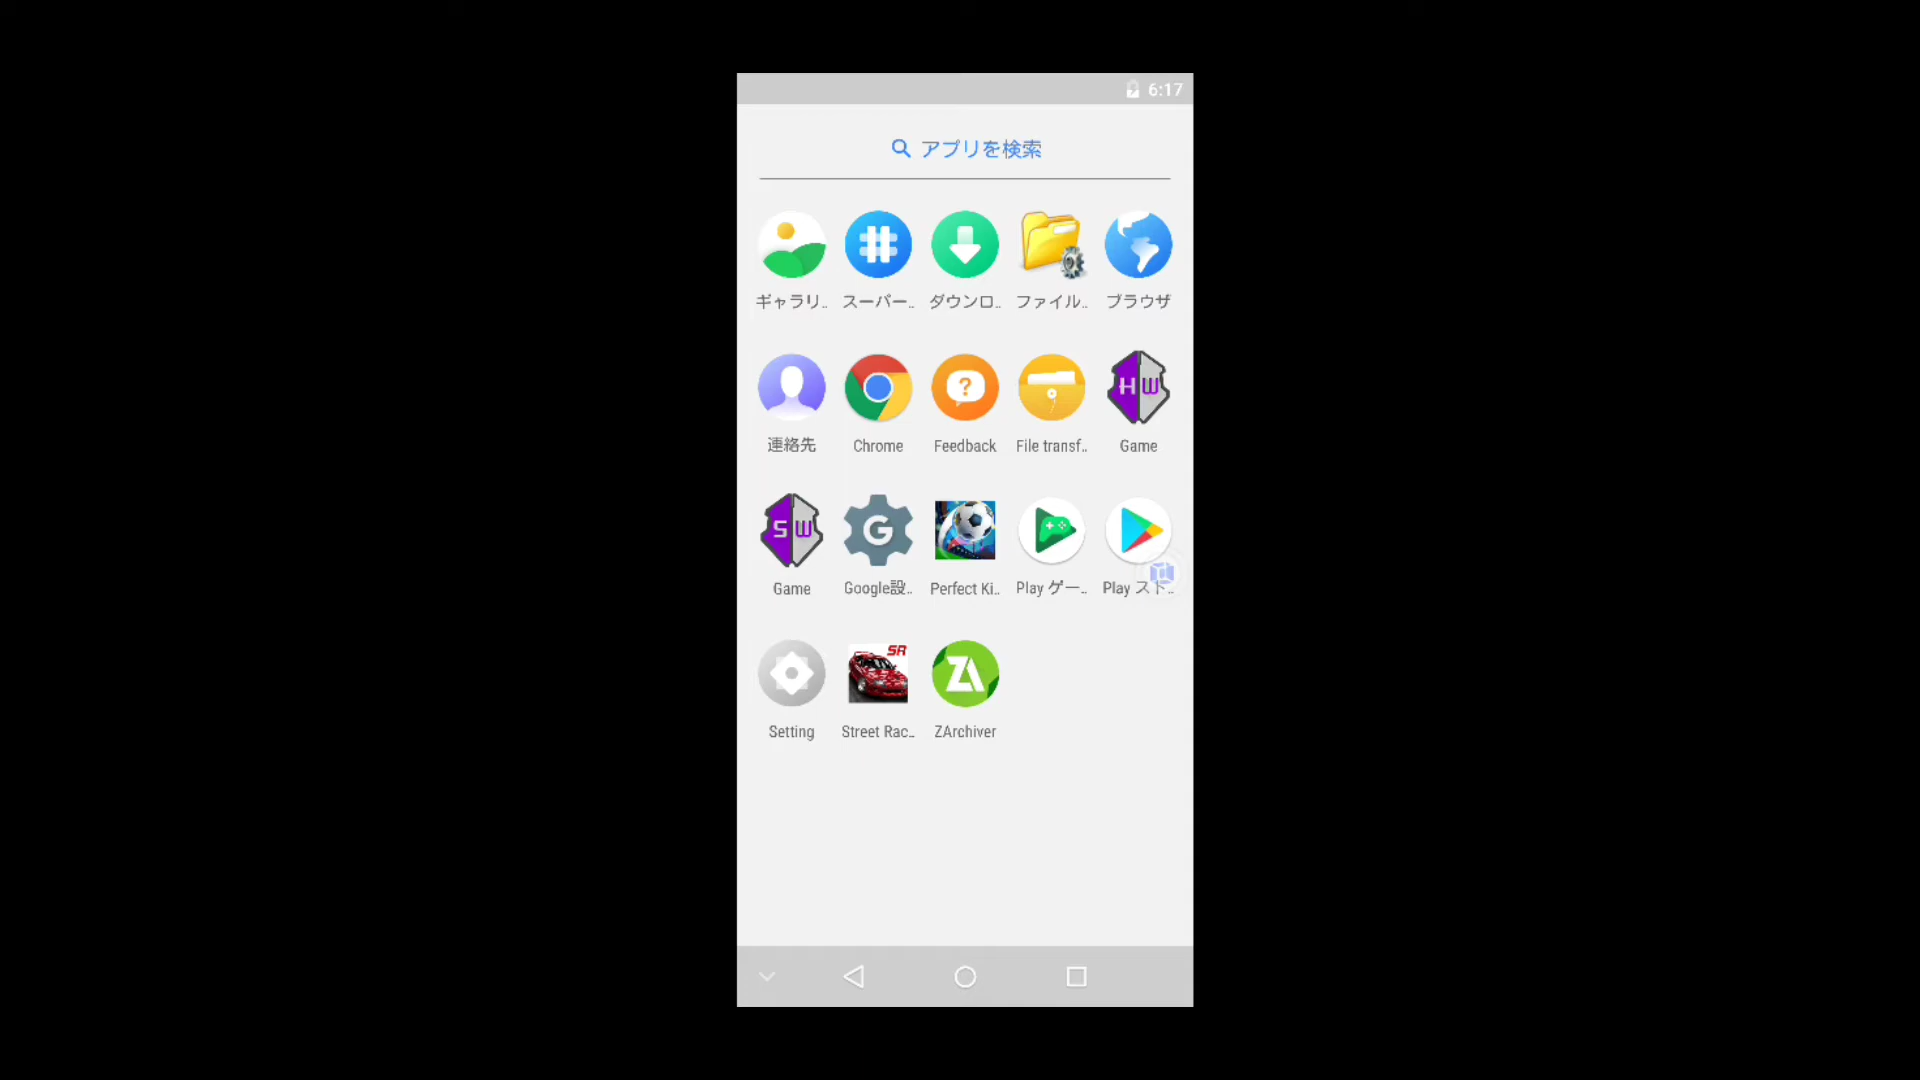 6:17
アプリを検索
ギャラリ..
スーパー..
ダウンロ..
ファイル..
ブラウザ
連絡先
Chrome
Feedback
File transf..
HW
Game
SW
Game
G
Google設..
Perfect Ki..
Play ゲー..
Play スト..
Setting
SR
Street Rac..
ZA
ZArchiver